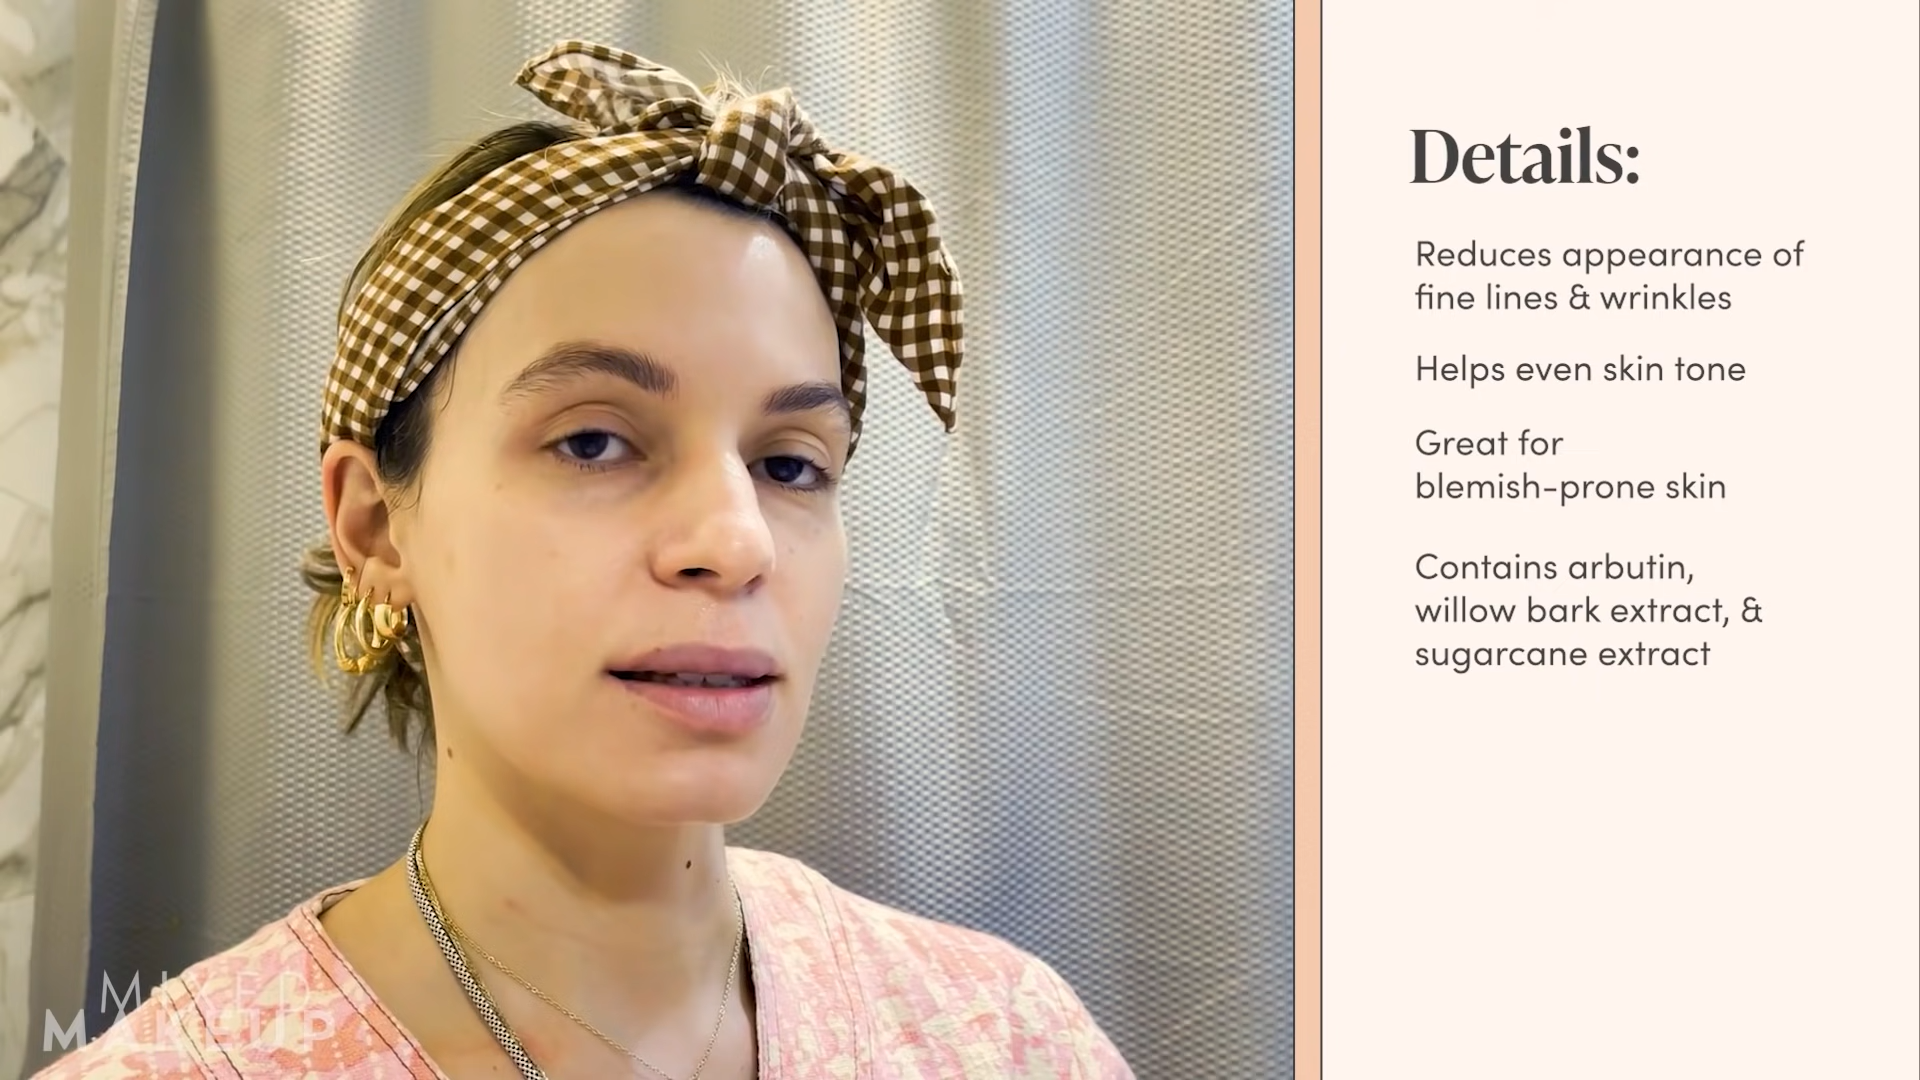 Details:
Reduces appearance of
fine lines & wrinkles
Helps even skin tone
Great for
blemish-prone skin
Contains arbutin,
willow bark extract, &
sugarcane extract
MIXED
MAKEUP